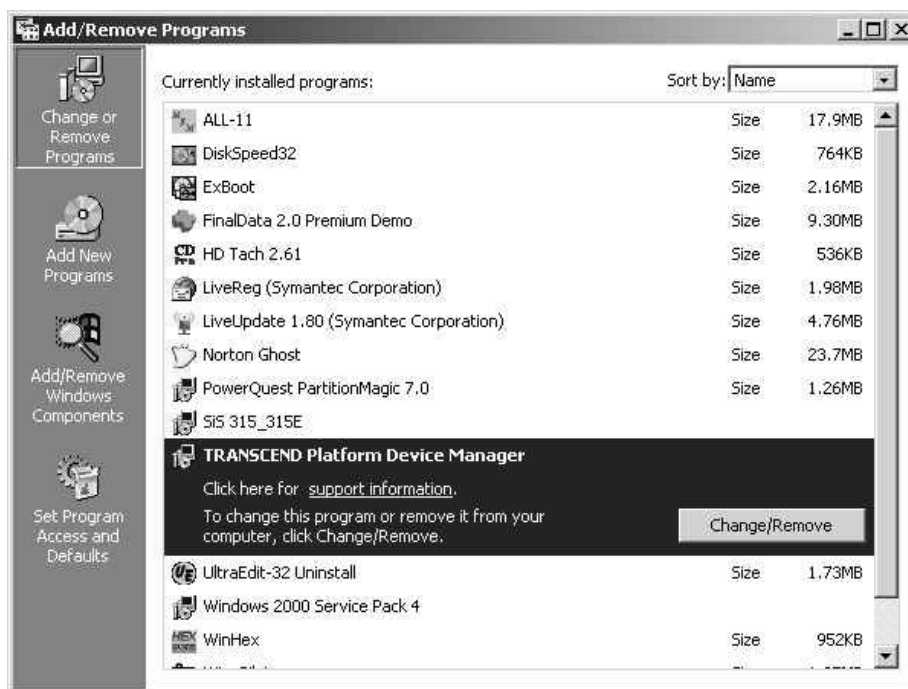 Add/Remove Programs
Change or
Remove
Programs
Add New
Programs
Add/Remove
Windows
Components
Set Program
Access and
Defaults
Currently installed programs:
Sort by: Name
ALL-11 Size 17.9MB
DiskSpeed32 Size 764KB
ExBoot Size 2.16MB
FinalData 2.0 Premium Demo Size 9.30MB
HD Tach 2.61 Size 536KB
LiveReg (Symantec Corporation) Size 1.98MB
LiveUpdate 1.80 (Symantec Corporation) Size 4.76MB
Norton Ghost Size 23.7MB
PowerQuest PartitionMagic 7.0 Size 1.26MB
SiS 315_315E
TRANSCEND Platform Device Manager
Click here for support information.
To change this program or remove it from your
computer, click Change/Remove.
Change/Remove
UltraEdit-32 Uninstall Size 1.73MB
Windows 2000 Service Pack 4
WinHex Size 952KB